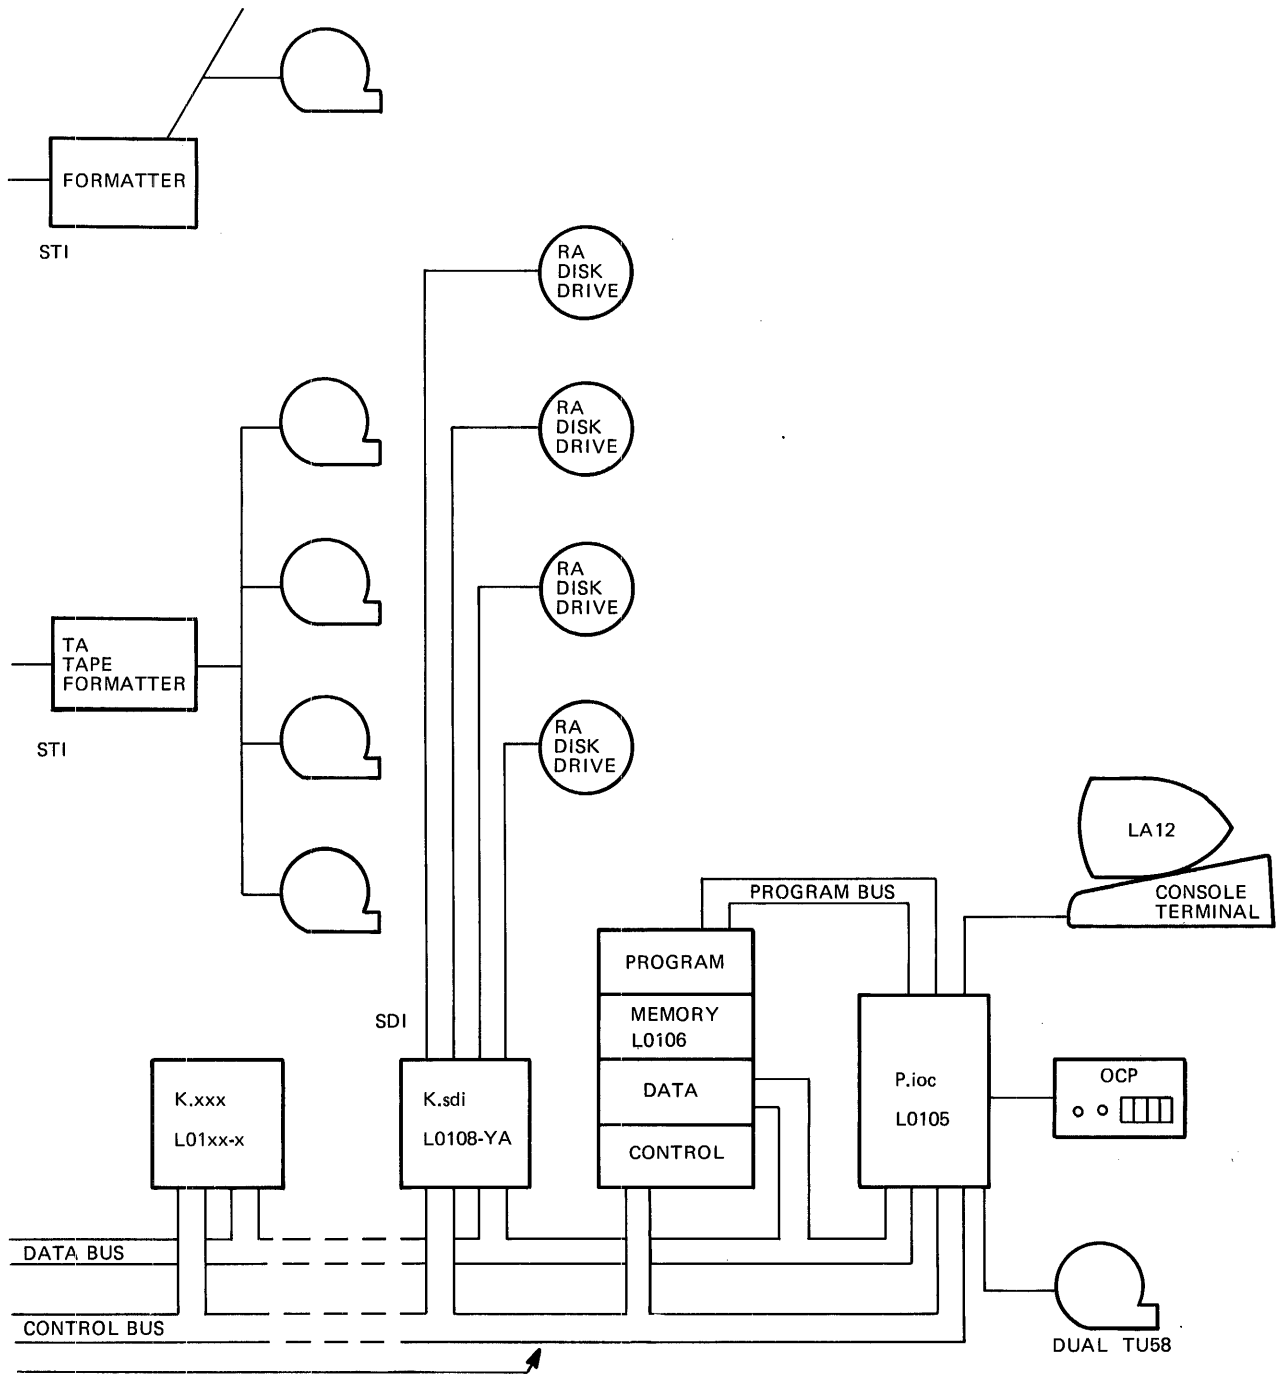 FORMATTER
STI
RA
DISK
DRIVE
RA
DISK
DRIVE
RA
DISK
DRIVE
TA
TAPE
FORMATTER
STI
RA
DISK
DRIVE
LA12
CONSOLE
TERMINAL
PROGRAM BUS
PROGRAM
MEMORY
L0106
DATA
CONTROL
SDI
K.xxx
L01xx-x
K.sdi
L0108-YA
P.ioc
L0105
OCP
DATA BUS
CONTROL BUS
DUAL TU58